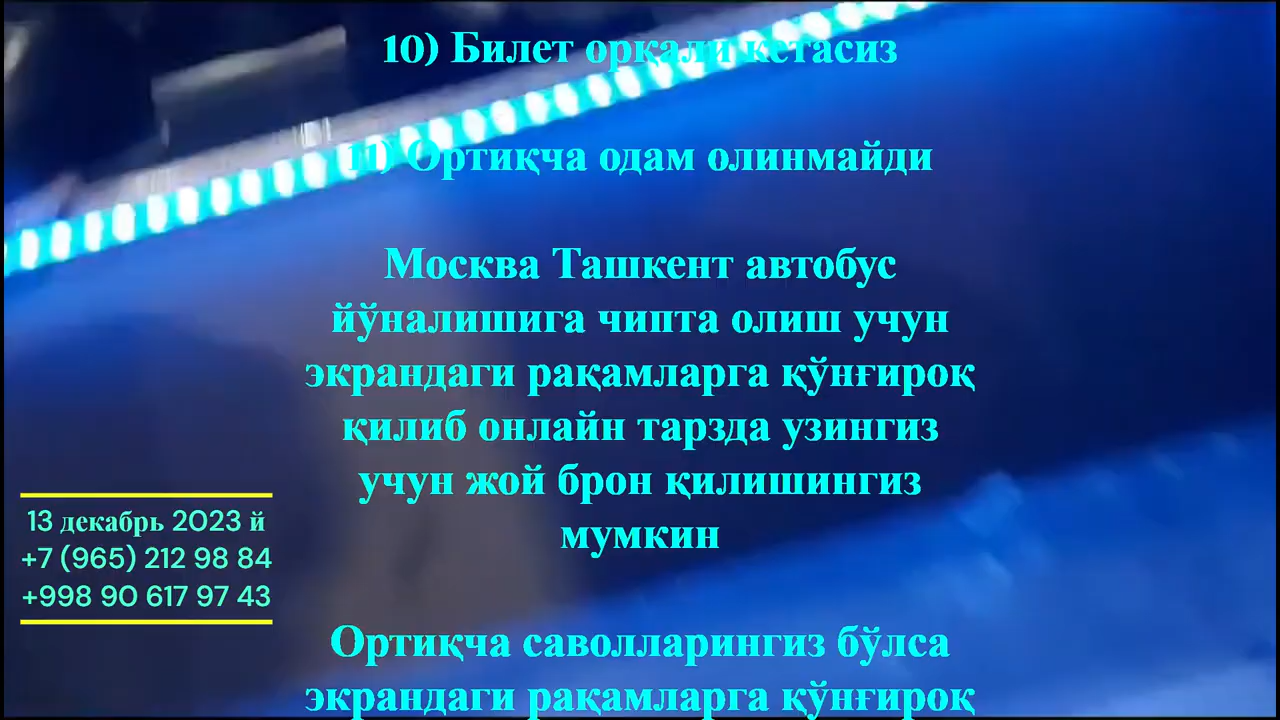 10) Билет орқали кетасиз
11) Ортиқча одам олинмайди
Москва Ташкент автобус
йўналишига чипта олиш учун
экрандаги рақамларга қўнғироқ
қилиб онлайн тарзда узингиз
учун жой брон қилишингиз
мумкин
13 декабрь 2023 й
+7 (965) 212 98 84
+998 90 617 97 43
Ортиқча саволларингиз бўлса
экрандаги рақамларга қўнғироқ